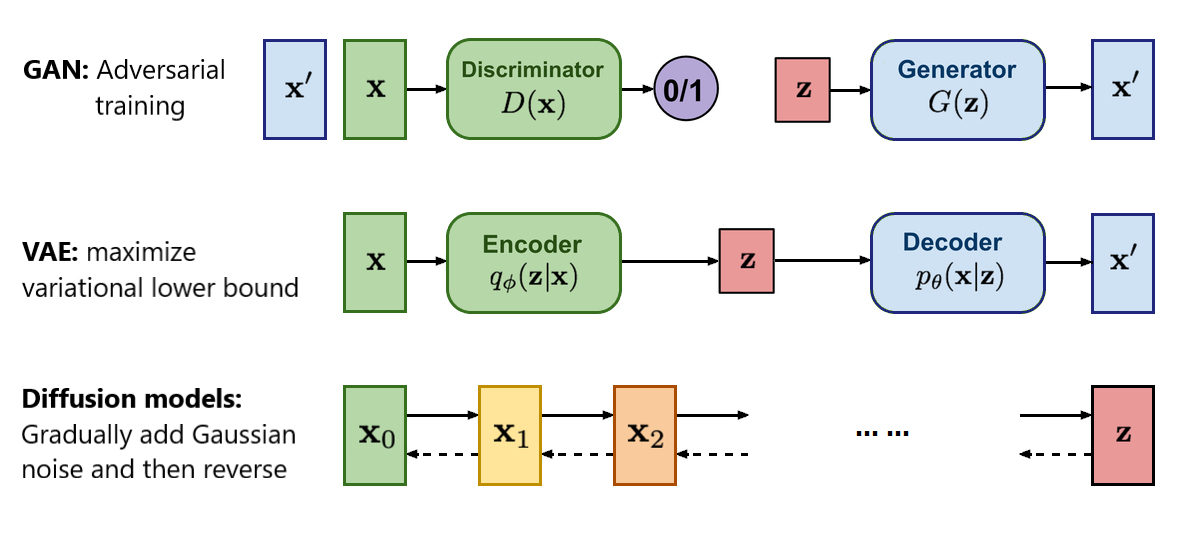 GAN: Adversarial
training
x′
x
Discriminator
D(x)
0/1
z
Generator
G(z)
x′
VAE: maximize
variational lower bound
x
Encoder
qϕ(z|x)
z
Decoder
pθ(x|z)
x′
Diffusion models:
Gradually add Gaussian
noise and then reverse
x₀
x₁
x₂
... ...
z